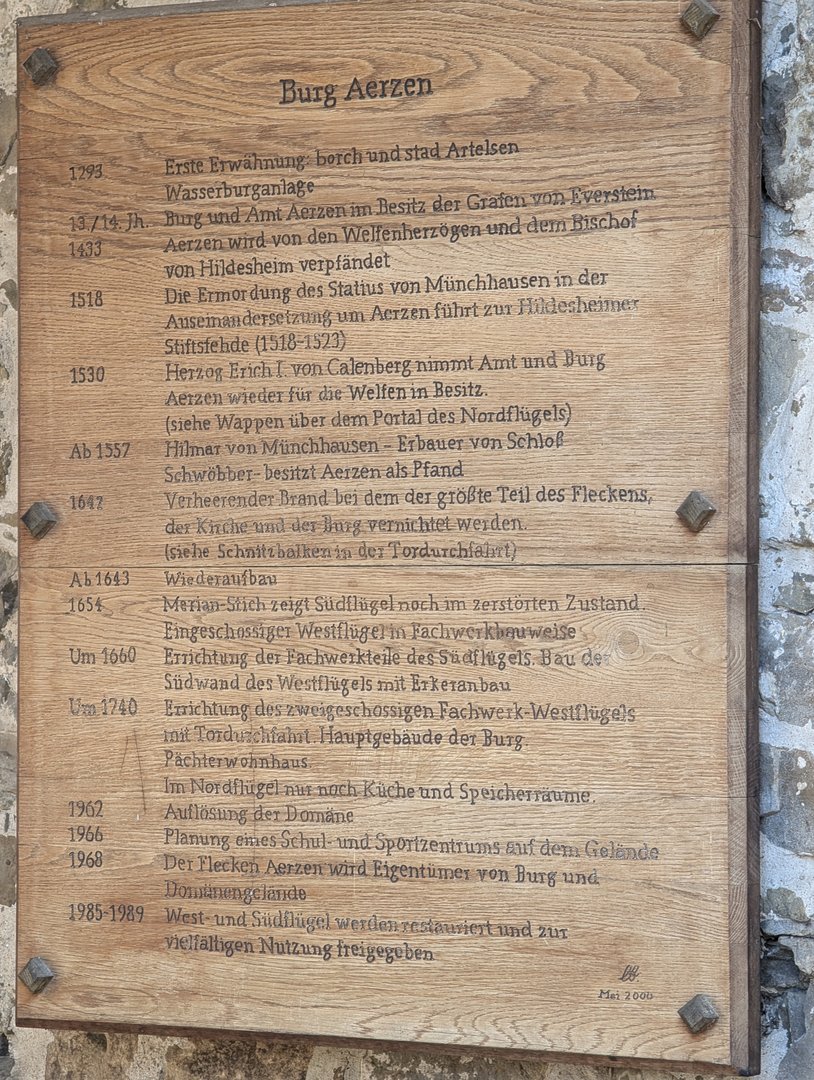 Burg Aerzen
1293 Erste Erwähnung: borch und stad Artelsen
Wasserburganlage
13./14. Jh. Burg und Amt Aerzen im Besitz der Grafen von Everstein
1433 Aerzen wird von den Welfenherzögen und dem Bischof
von Hildesheim verpfändet
1518 Die Ermordung des Statius von Münchhausen in der
Auseinandersetzung um Aerzen führt zur Hildesheimer
Stiftsfehde (1518-1523)
1530 Herzog Erich I. von Calenberg nimmt Amt und Burg
Aerzen wieder für die Welfen in Besitz.
(siehe Wappen über dem Portal des Nordflügels)
Ab 1557 Hilmar von Münchhausen – Erbauer von Schloß
Schwöbber- besitzt Aerzen als Pfand
Verheerender Brand bei dem der größte Teil des Fleckens,
der Kirche und der Burg vernichtet werden.
(siehe Schnitzbalken in der Tordurchfahrt)
Ab 1643 Wiederaufbau
1654 Merian-Stich zeigt Südflügel noch im zerstörten Zustand.
Eingeschossiger Westflügel in Fachwerkbauweise
Um 1660 Errichtung der Fachwerkteile des Südflügels. Bau der
Südwand des Westflügels mit Erkeranbau
Um 1740 Errichtung des zweigeschossigen Fachwerk-Westflügels
mit Tordurchfahrt. Hauptgebäude der Burg.
Pächterwohnhaus.
Im Nordflügel nur noch Küche und Speicherräume.
1962 Auflösung der Domäne
1966 Planung eines Schul- und Sportzentrums auf dem Gelände
1968 Der Flecken Aerzen wird Eigentümer von Burg und
Domänengelände
1985-1989 West- und Südflügel werden restauriert und zur
vielfältigen Nutzung freigegeben
Mai 2000